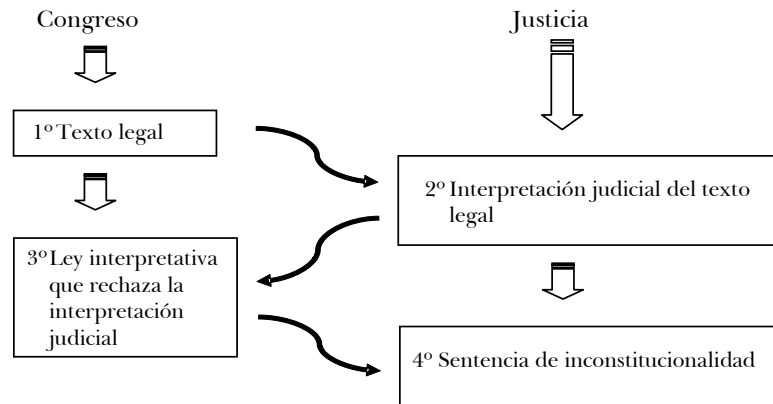 Congreso
Justicia
1º Texto legal
2º Interpretación judicial del texto
legal
3º Ley interpretativa
que rechaza la
interpretación
judicial
4º Sentencia de inconstitucionalidad